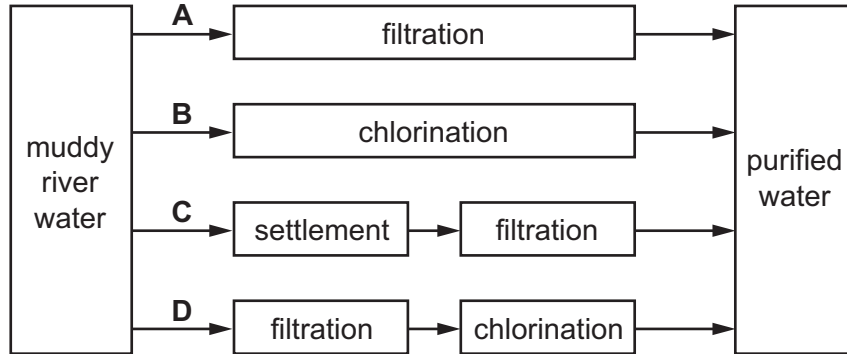 A
filtration
B
chlorination
muddy
river
water
purified
water
C
settlement
filtration
D
filtration
chlorination